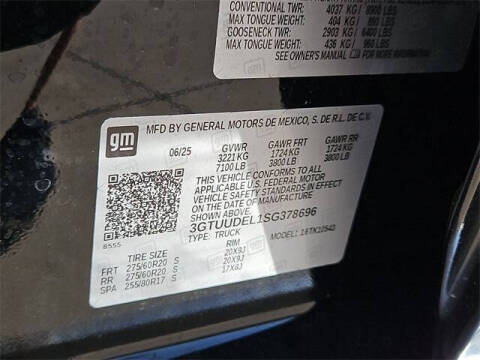 CONVENTIONAL TWR: 4037 KG / 8900 LBS
MAX TONGUE WEIGHT: 404 KG / 890 LBS
GOOSENECK TWR: 2903 KG / 6400 LBS
MAX TONGUE WEIGHT: 436 KG / 960 LBS
SEE OWNER'S MANUAL
gm
MFD BY GENERAL MOTORS DE MEXICO, S. DE R.L. DE C.V.
06/25 GVWR GAWR FRT GAWR RR
3221 KG 1724 KG 1724 KG
7100 LB 3800 LB 3800 LB
THIS VEHICLE CONFORMS TO ALL
APPLICABLE U.S. FEDERAL MOTOR
VEHICLE SAFETY STANDARDS IN EFFECT
ON THE DATE OF MANUFACTURE SHOWN ABOVE.
3GTUUDEL1SG378696
TYPE: TRUCK MODEL: 16TK10543
8555
TIRE SIZE RIM
FRT 275/60R20 S 20X9J
RR 275/60R20 S 20X9J
SPA 255/80R17 S 17X8J